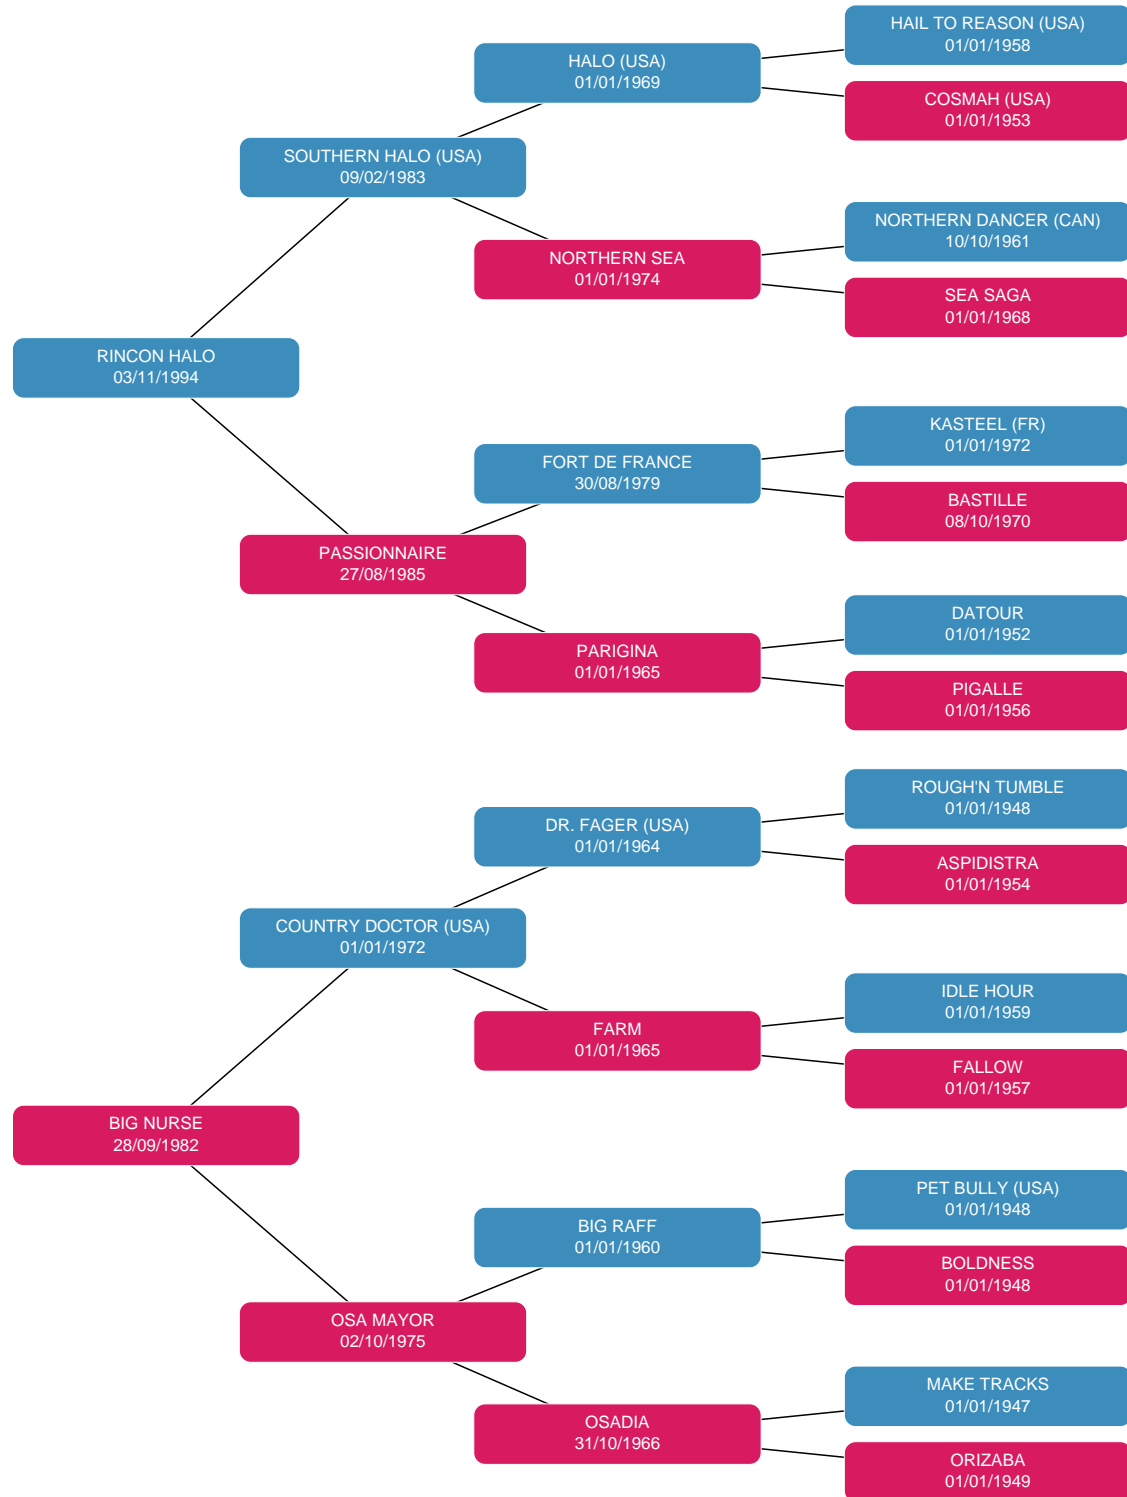 HAIL TO REASON (USA)
01/01/1958
HALO (USA)
01/01/1969
COSMAH (USA)
01/01/1953
SOUTHERN HALO (USA)
09/02/1983
NORTHERN DANCER (CAN)
10/10/1961
NORTHERN SEA
01/01/1974
SEA SAGA
01/01/1968
RINCON HALO
03/11/1994
KASTEEL (FR)
01/01/1972
FORT DE FRANCE
30/08/1979
BASTILLE
08/10/1970
PASSIONNAIRE
27/08/1985
DATOUR
01/01/1952
PARIGINA
01/01/1965
PIGALLE
01/01/1956
ROUGH'N TUMBLE
01/01/1948
DR. FAGER (USA)
01/01/1964
ASPIDISTRA
01/01/1954
COUNTRY DOCTOR (USA)
01/01/1972
IDLE HOUR
01/01/1959
FARM
01/01/1965
FALLOW
01/01/1957
BIG NURSE
28/09/1982
PET BULLY (USA)
01/01/1948
BIG RAFF
01/01/1960
BOLDNESS
01/01/1948
OSA MAYOR
02/10/1975
MAKE TRACKS
01/01/1947
OSADIA
31/10/1966
ORIZABA
01/01/1949